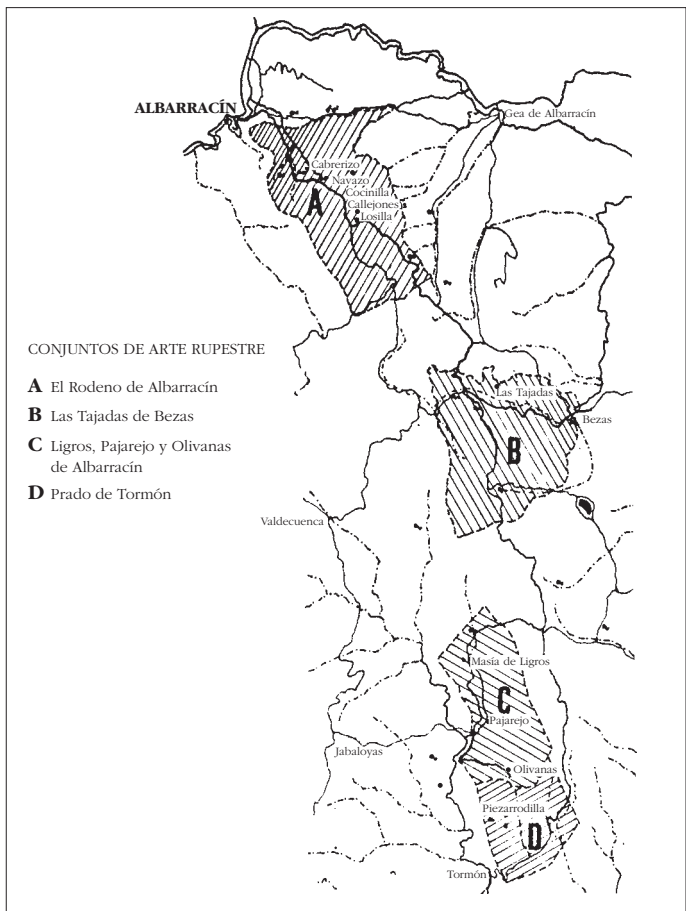 ALBARRACÍN
Gea de Albarracín
Cabrerizo
Navazo
Cocinilla
Callejones
Losilla
A
CONJUNTOS DE ARTE RUPESTRE
A El Rodeno de Albarracín
B Las Tajadas de Bezas
C Ligros, Pajarejo y Olivanas
de Albarracín
D Prado de Tormón
Las Tajadas
Bezas
B
Valdecuenca
Masía de Ligros
C
Pajarejo
Jabaloyas
Olivanas
Piezarrodilla
D
Tormón